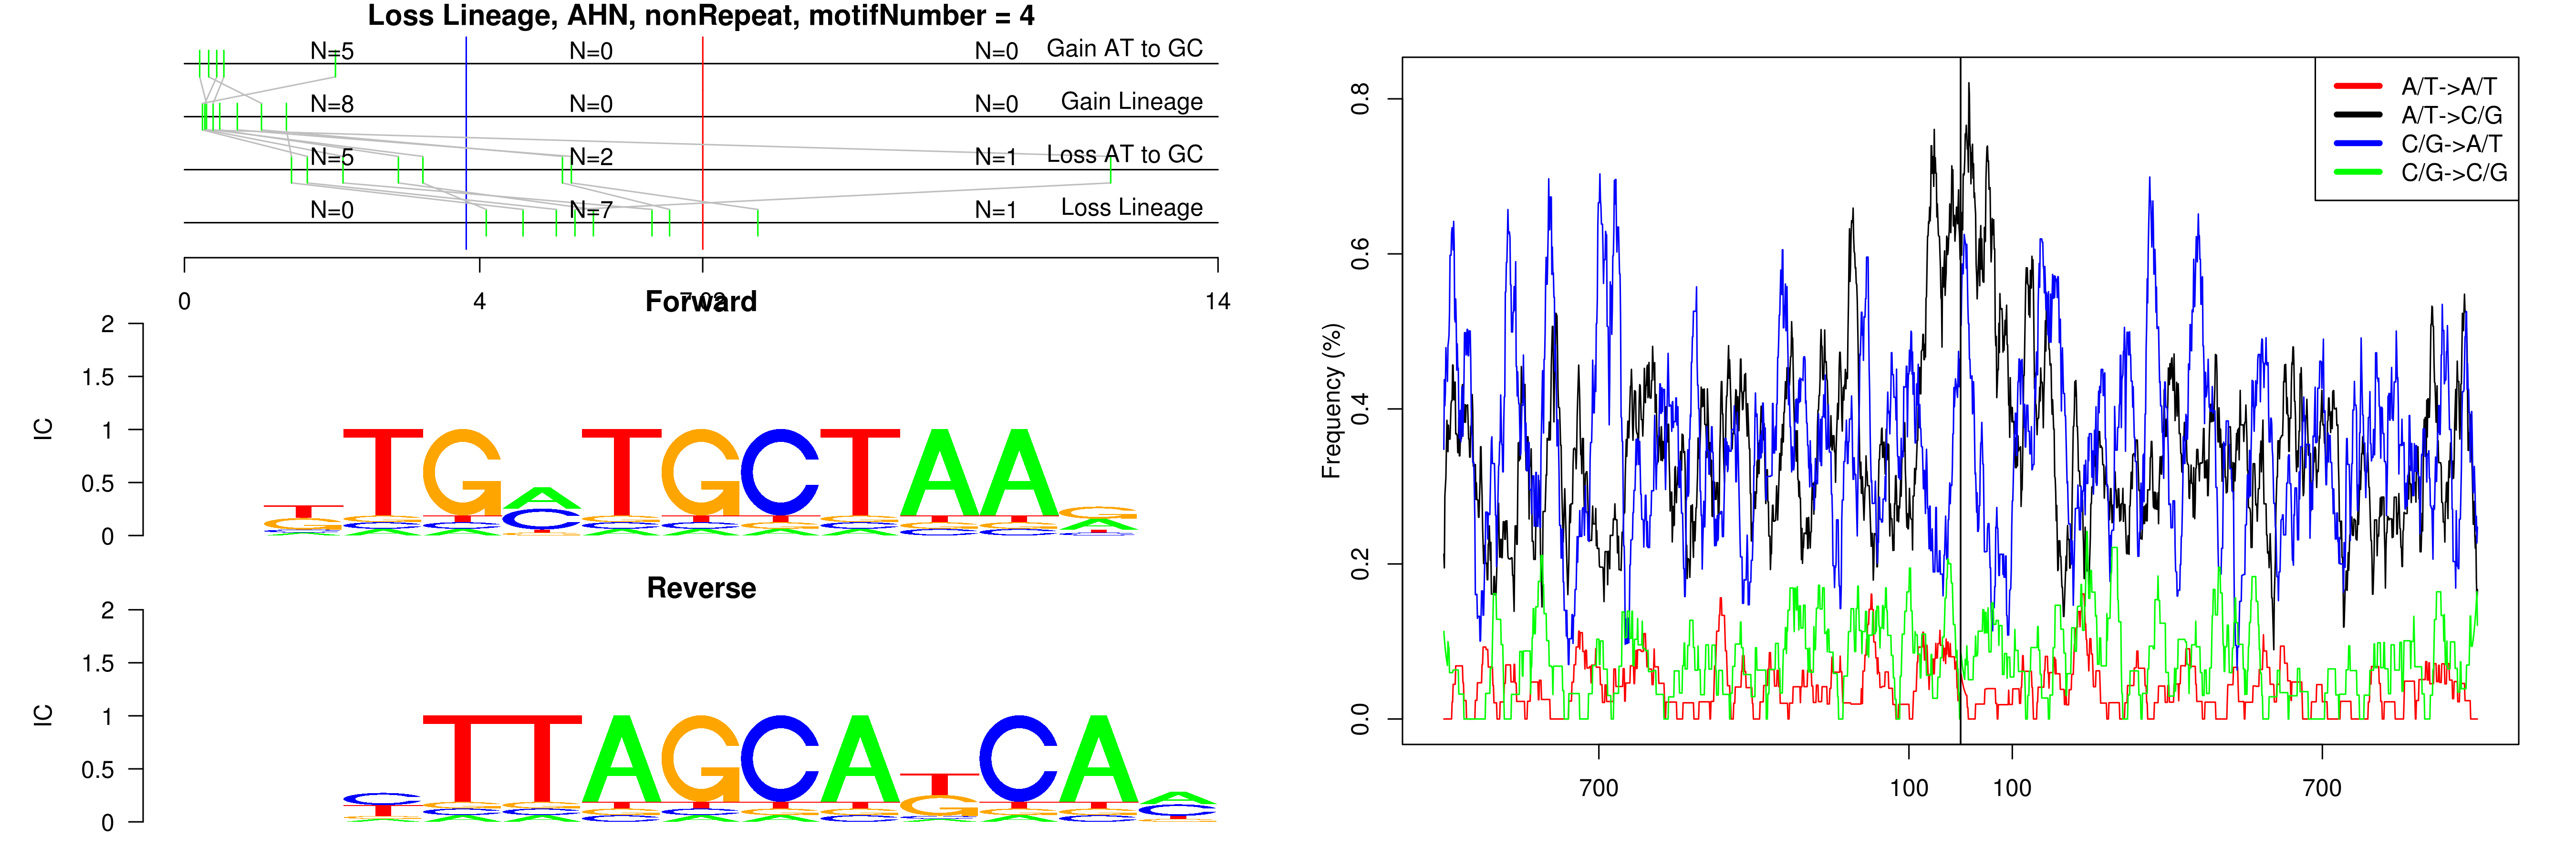 Loss Lineage, AHN, nonRepeat, motifNumber = 4
N=5 N=0 N=0 Gain AT to GC
N=8 N=0 N=0 Gain Lineage
N=5 N=2 N=1 Loss AT to GC
N=0 N=7 N=1 Loss Lineage
0 4 14
Forward
2
1.5
1
0.5
0
IC
TTGATGCTAAG
Reverse
2
1.5
1
0.5
0
IC
CTTAGCATCAA
0.8
0.6
0.4
0.2
0.0
Frequency (%)
A/T->A/T
A/T->C/G
C/G->A/T
C/G->C/G
700 100 100 700